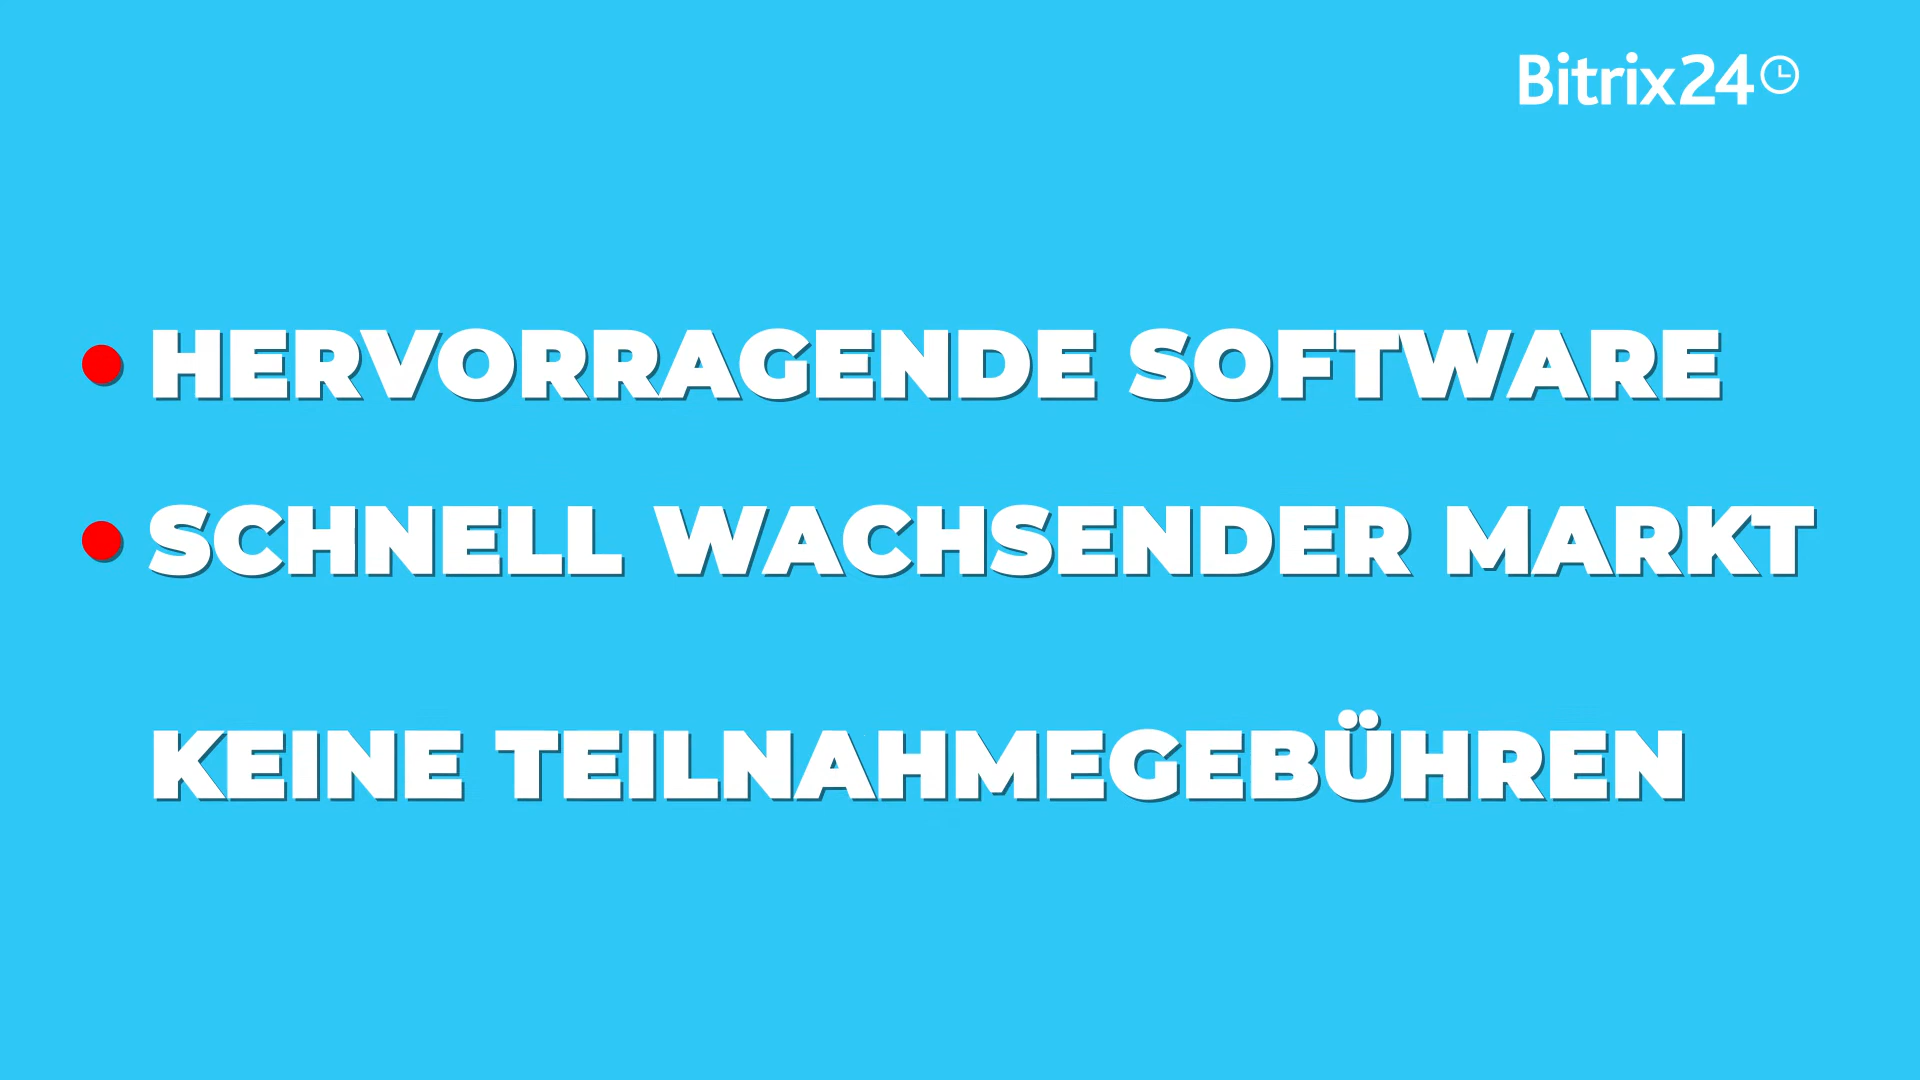 Bitrix24
• HERVORRAGENDE SOFTWARE
• SCHNELL WACHSENDER MARKT
KEINE TEILNAHMEGEBÜHREN